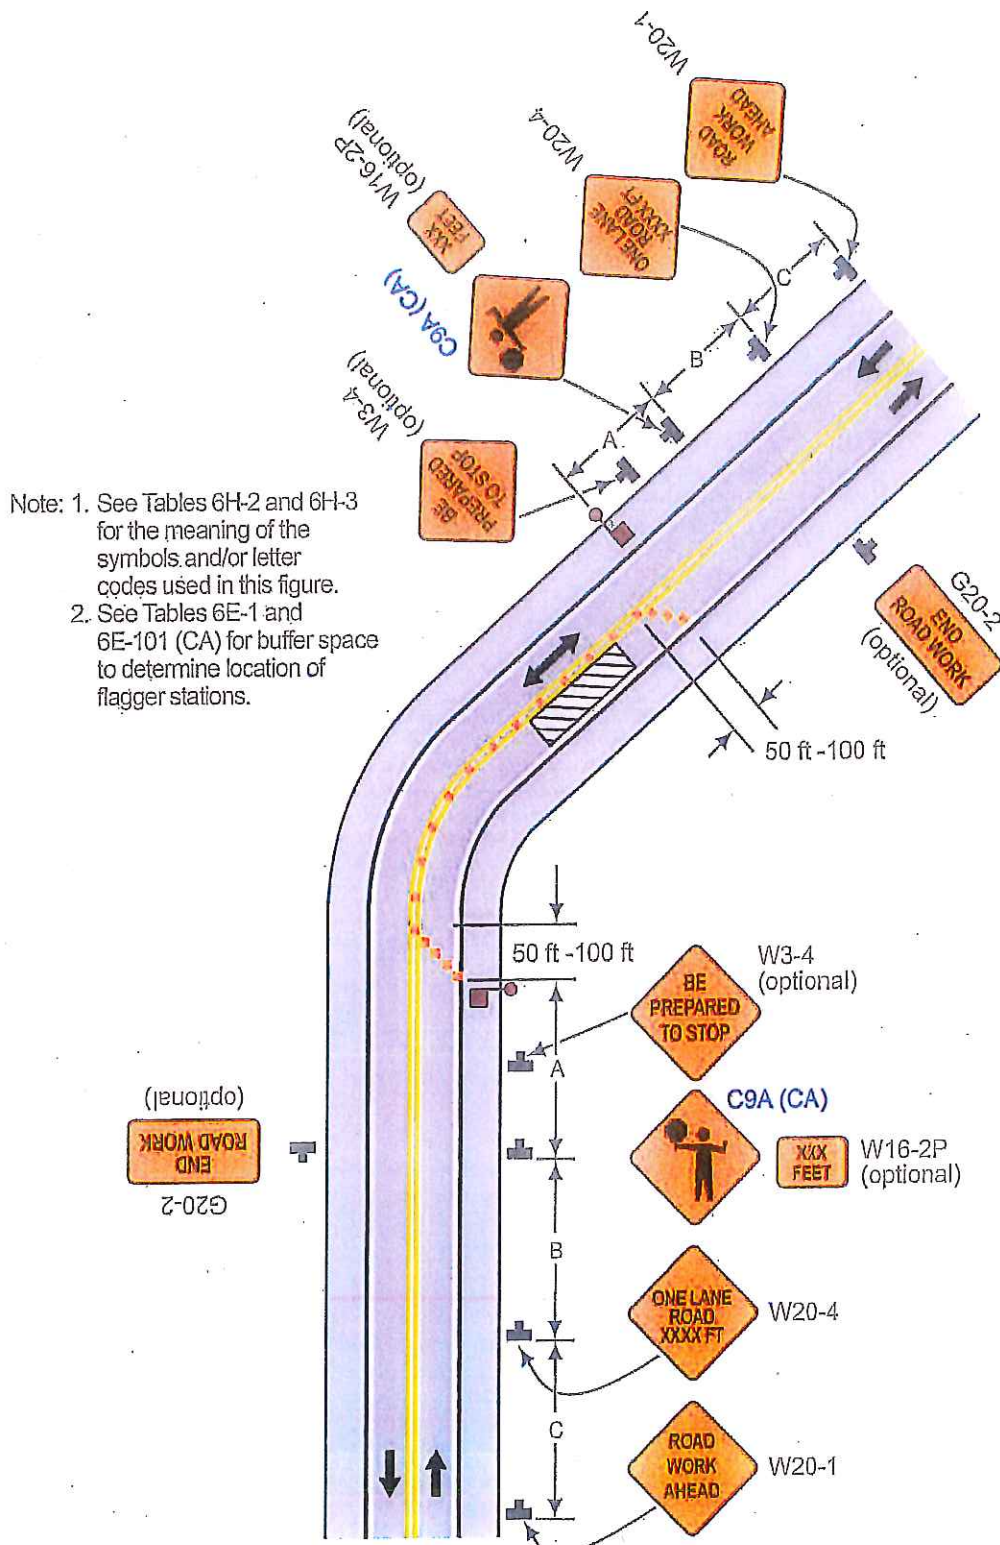 W20-1
ROAD
WORK
AHEAD
W20-4
ONE LANE
ROAD
XXXX FT
W16-2P
(optional)
XXX
FEET
C9A (CA)
W3-4
(optional)
BE
PREPARED
TO STOP
C
B
A
Note: 1. See Tables 6H-2 and 6H-3
for the meaning of the
symbols and/or letter
codes used in this figure.
2. See Tables 6E-1 and
6E-101 (CA) for buffer space
to determine location of
flagger stations.
G20-2
END
ROAD WORK
(optional)
50 ft -100 ft
50 ft -100 ft
W3-4
(optional)
BE
PREPARED
TO STOP
A
C9A (CA)
XXX
FEET
W16-2P
(optional)
G20-2
END
ROAD WORK
(optional)
B
ONE LANE
ROAD
XXXX FT
W20-4
C
ROAD
WORK
AHEAD
W20-1